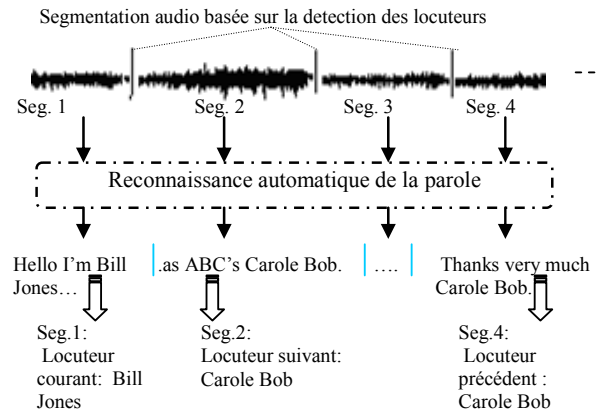 Segmentation audio basée sur la detection des locuteurs
Seg. 1 Seg. 2 Seg. 3 Seg. 4
Reconnaissance automatique de la parole
Hello I'm Bill
Jones…
.as ABC's Carole Bob.
….
Thanks very much
Carole Bob.
Seg.1:
Locuteur
courant: Bill
Jones
Seg.2:
Locuteur suivant:
Carole Bob
Seg.4:
Locuteur
précédent :
Carole Bob